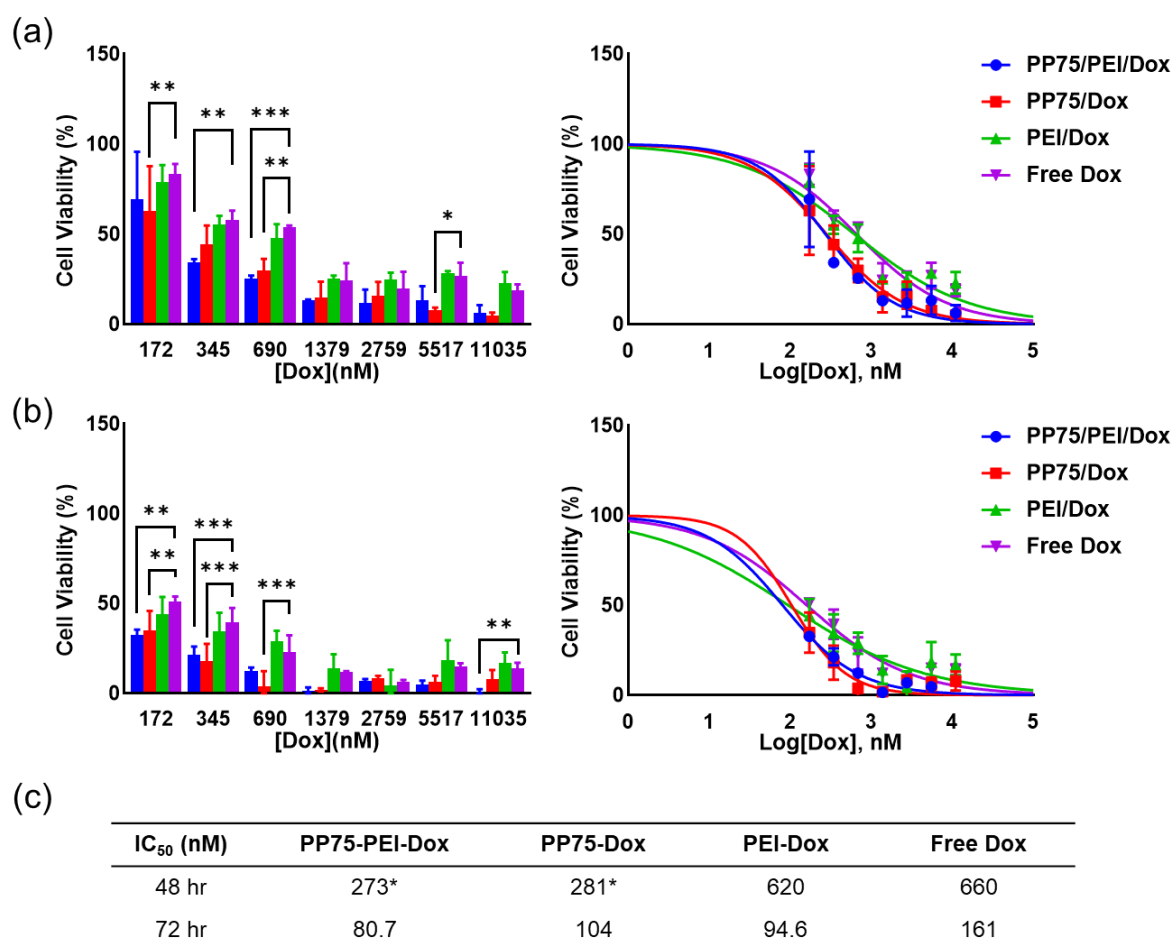 (a)
150
100
50
0
Cell Viability (%)
** ** *** ** *
172 345 690 1379 2759 5517 11035
[Dox](nM)
150
100
50
0
Cell Viability (%)
0 1 2 3 4 5
Log[Dox], nM
PP75/PEI/Dox
PP75/Dox
PEI/Dox
Free Dox
(b)
150
100
50
0
Cell Viability (%)
** ** *** *** *** **
172 345 690 1379 2759 5517 11035
[Dox](nM)
150
100
50
0
Cell Viability (%)
0 1 2 3 4 5
Log[Dox], nM
PP75/PEI/Dox
PP75/Dox
PEI/Dox
Free Dox
(c)
IC₅₀ (nM) PP75-PEI-Dox PP75-Dox PEI-Dox Free Dox
48 hr 273* 281* 620 660
72 hr 80.7 104 94.6 161